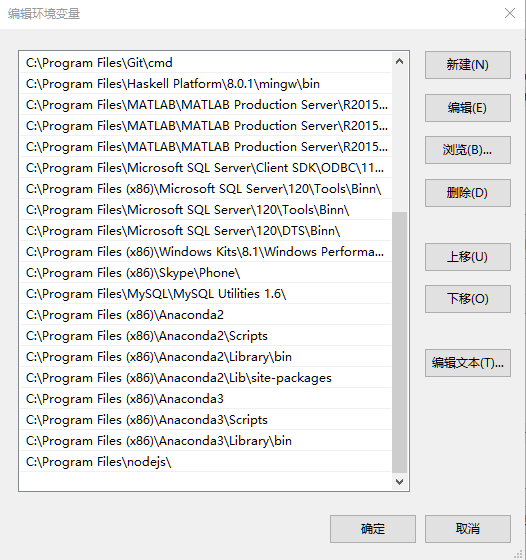 编辑环境变量
C:\Program Files\Git\cmd
C:\Program Files\Haskell Platform\8.0.1\mingw\bin
C:\Program Files\MATLAB\MATLAB Production Server\R2015...
C:\Program Files\MATLAB\MATLAB Production Server\R2015...
C:\Program Files\MATLAB\MATLAB Production Server\R2015...
C:\Program Files\Microsoft SQL Server\Client SDK\ODBC\11...
C:\Program Files (x86)\Microsoft SQL Server\120\Tools\Binn\
C:\Program Files\Microsoft SQL Server\120\Tools\Binn\
C:\Program Files\Microsoft SQL Server\120\DTS\Binn\
C:\Program Files (x86)\Windows Kits\8.1\Windows Performa...
C:\Program Files (x86)\Skype\Phone\
C:\Program Files\MySQL\MySQL Utilities 1.6\
C:\Program Files (x86)\Anaconda2
C:\Program Files (x86)\Anaconda2\Scripts
C:\Program Files (x86)\Anaconda2\Library\bin
C:\Program Files (x86)\Anaconda2\Lib\site-packages
C:\Program Files (x86)\Anaconda3
C:\Program Files (x86)\Anaconda3\Scripts
C:\Program Files (x86)\Anaconda3\Library\bin
C:\Program Files\nodejs\
新建(N)
编辑(E)
浏览(B)...
删除(D)
上移(U)
下移(O)
编辑文本(T)...
确定
取消